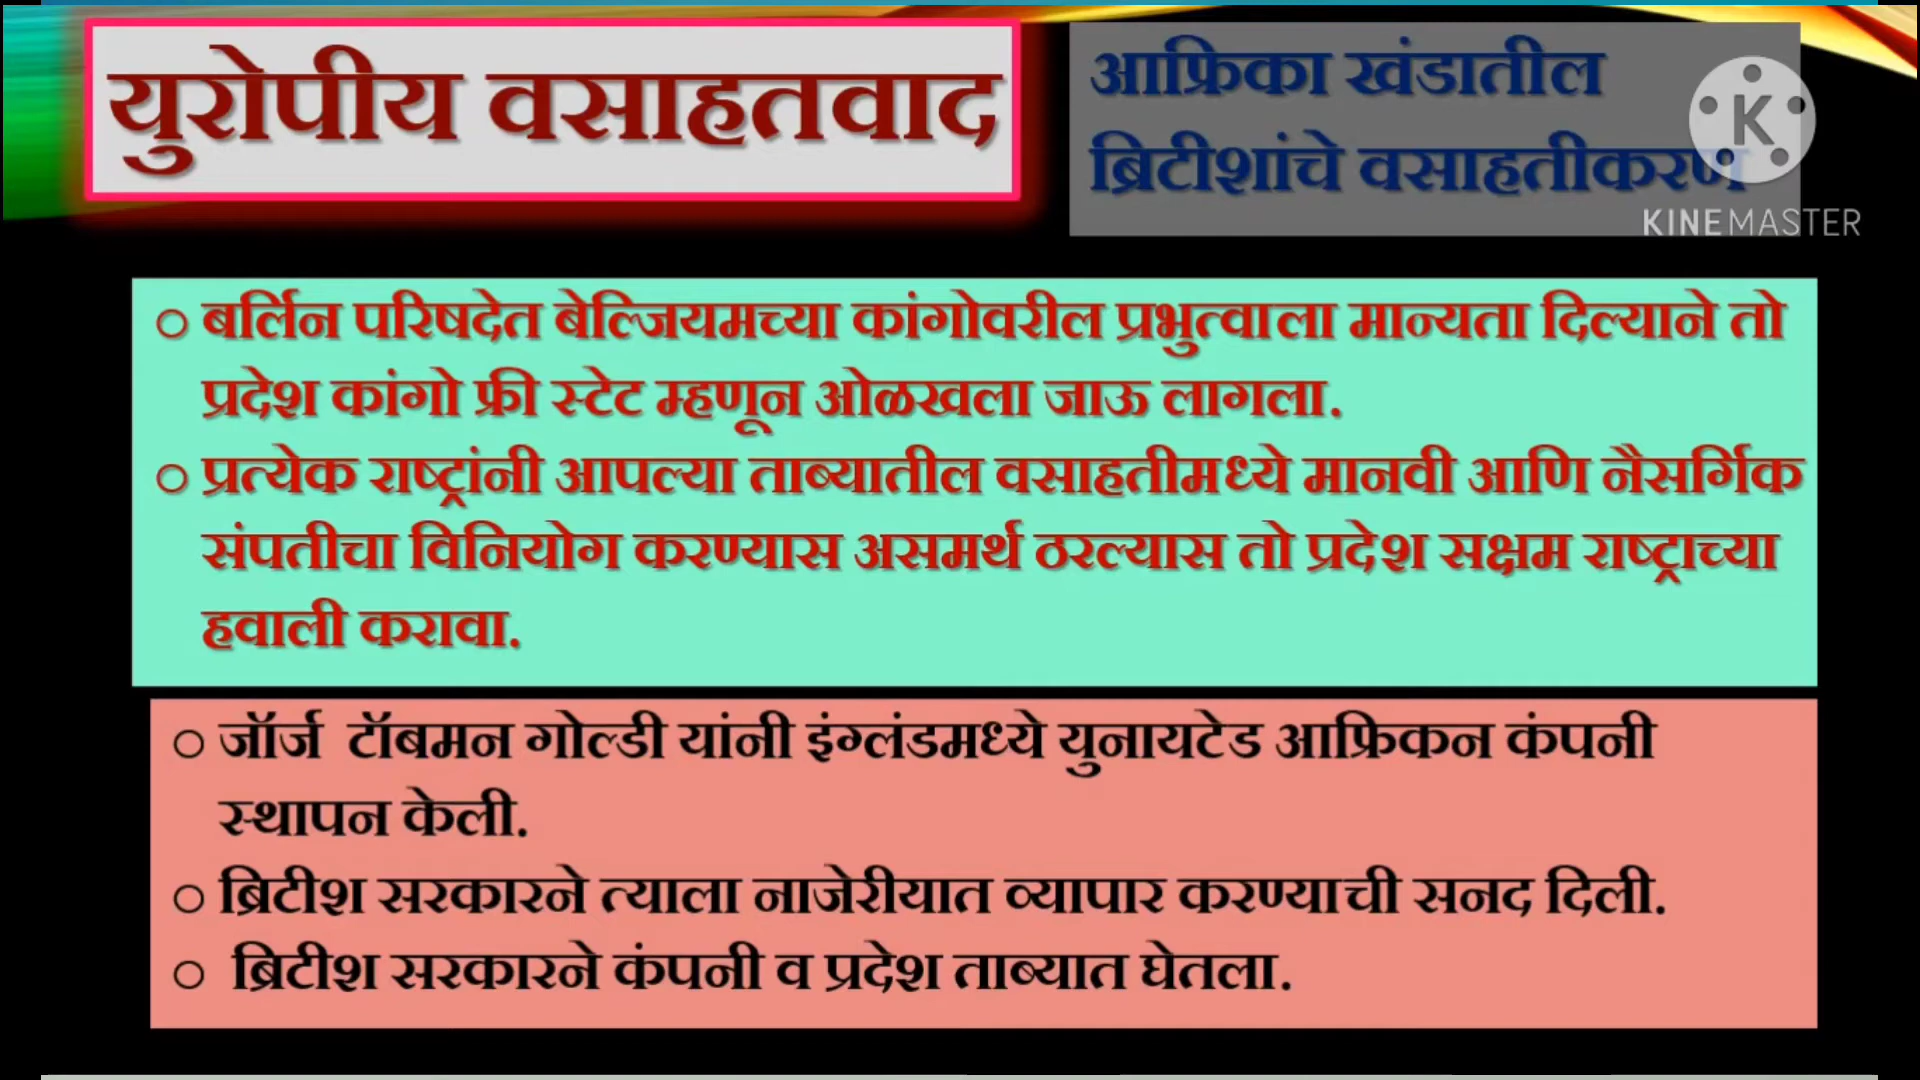 युरोपीय वसाहतवाद
आफ्रिका खंडातील
ब्रिटीशांचे वसाहतीकरण
K
KINEMASTER
○ बर्लिन परिषदेत बेल्जियमच्या कांगोवरील प्रभुत्वाला मान्यता दिल्याने तो
प्रदेश कांगो फ्री स्टेट म्हणून ओळखला जाऊ लागला.
○ प्रत्येक राष्ट्रांनी आपल्या ताब्यातील वसाहतीमध्ये मानवी आणि नैसर्गिक
संपतीचा विनियोग करण्यास असमर्थ ठरल्यास तो प्रदेश सक्षम राष्ट्राच्या
हवाली करावा.
○ जॉर्ज टॉबमन गोल्डी यांनी इंग्लंडमध्ये युनायटेड आफ्रिकन कंपनी
स्थापन केली.
○ ब्रिटीश सरकारने त्याला नाजेरीयात व्यापार करण्याची सनद दिली.
○ ब्रिटीश सरकारने कंपनी व प्रदेश ताब्यात घेतला.